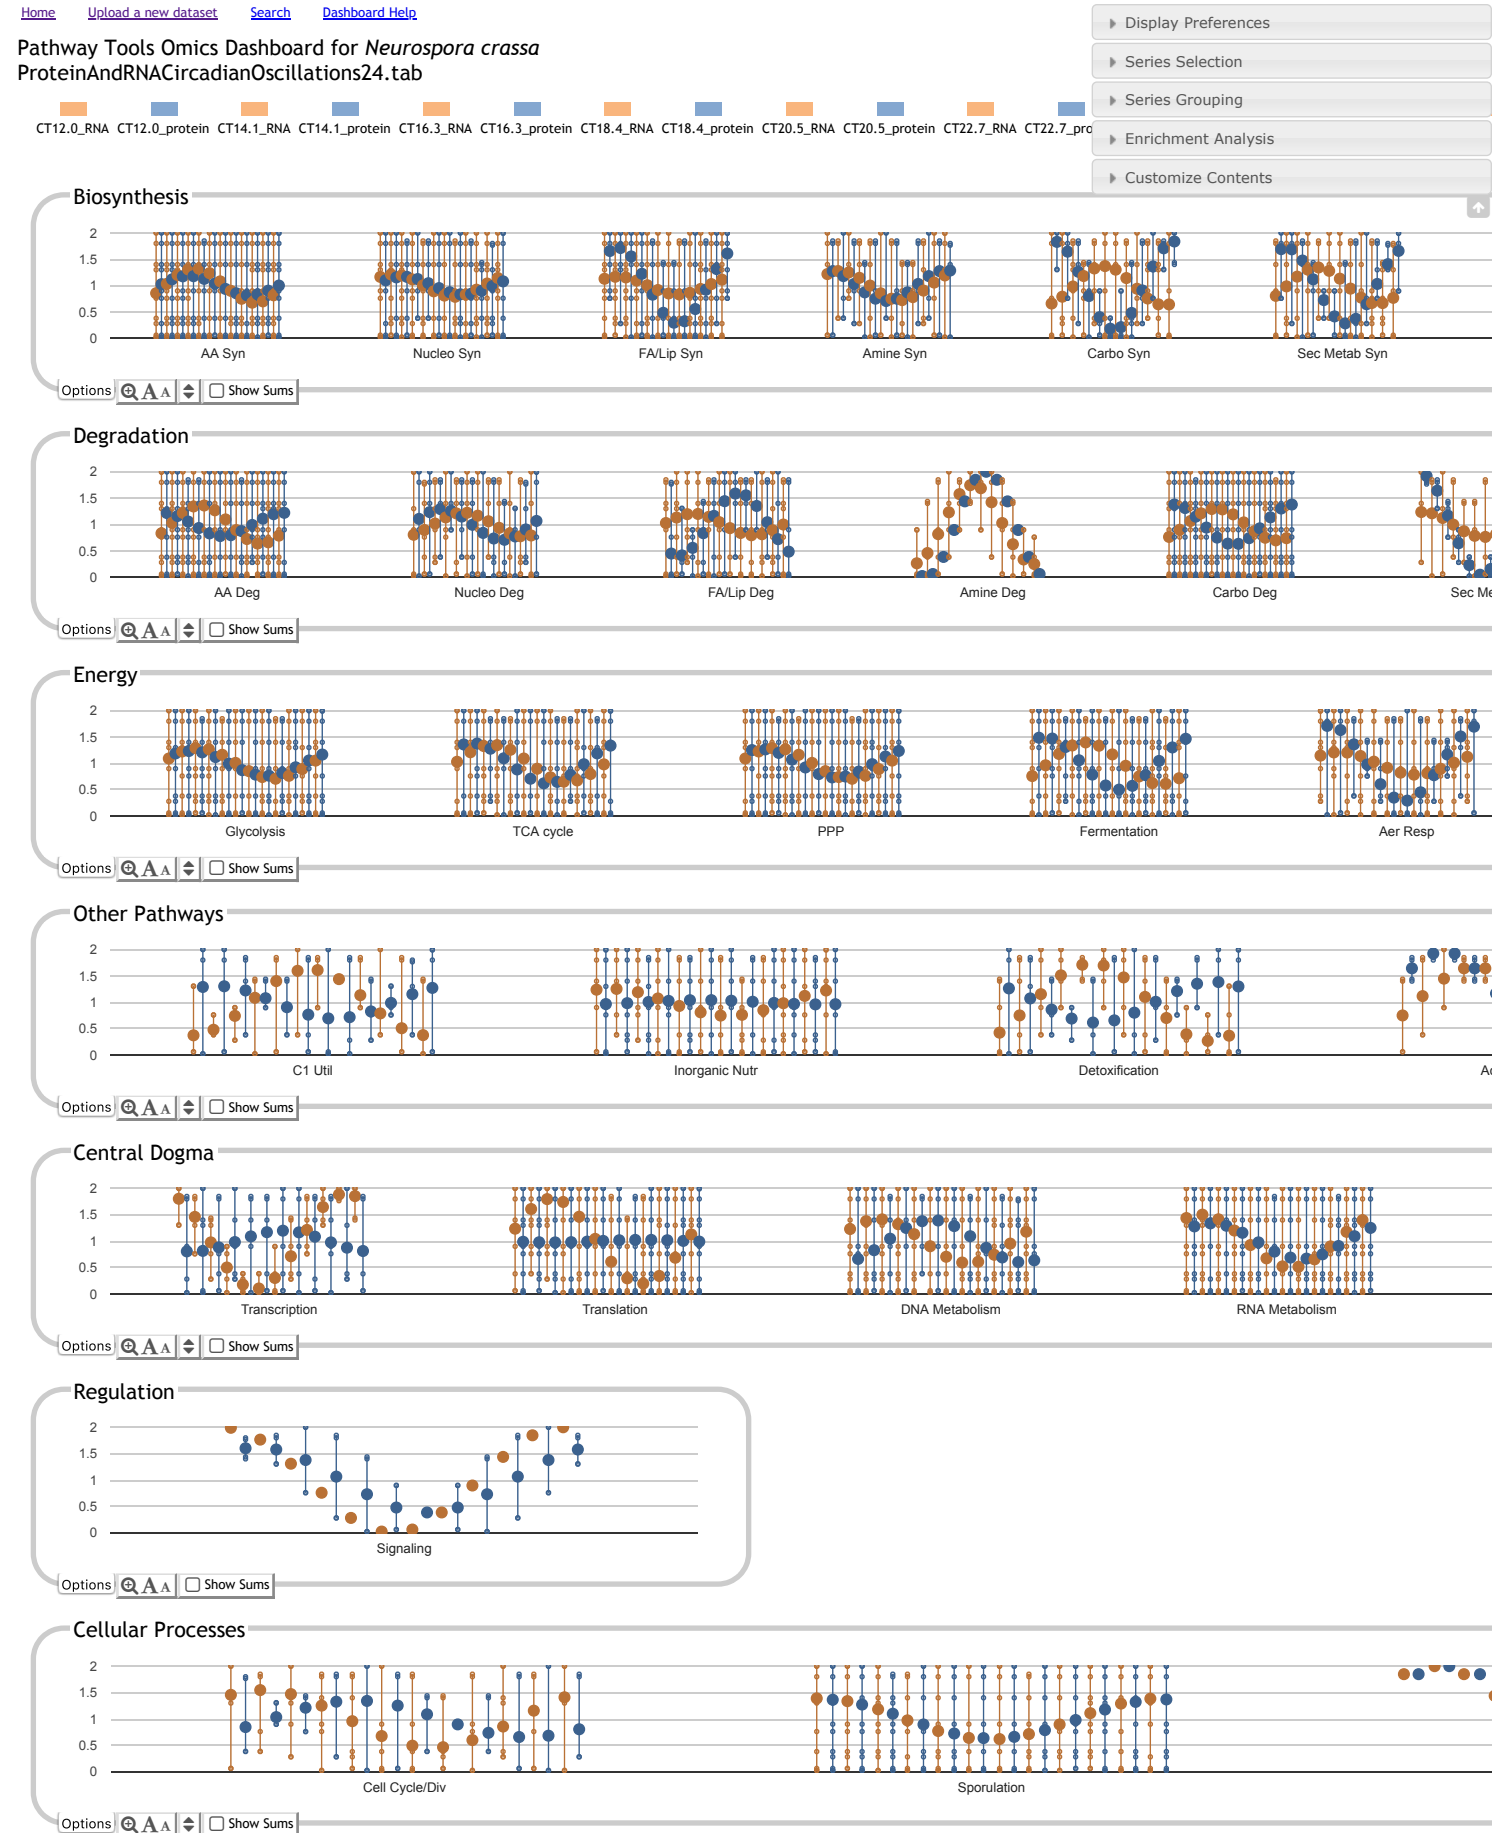 Home Upload a new dataset Search Dashboard Help
Display Preferences
Series Selection
Series Grouping
Enrichment Analysis
Customize Contents
Pathway Tools Omics Dashboard for Neurospora crassa
ProteinAndRNACircadianOscillations24.tab
CT12.0_RNA CT12.0_protein CT14.1_RNA CT14.1_protein CT16.3_RNA CT16.3_protein CT18.4_RNA CT18.4_protein CT20.5_RNA CT20.5_protein CT22.7_RNA CT22.7_pro
Biosynthesis
2
1.5
1
0.5
0
AA Syn Nucleo Syn FA/Lip Syn Amine Syn Carbo Syn Sec Metab Syn
Options A A Show Sums
Degradation
2
1.5
1
0.5
0
AA Deg Nucleo Deg FA/Lip Deg Amine Deg Carbo Deg Sec Me
Options A A Show Sums
Energy
2
1.5
1
0.5
0
Glycolysis TCA cycle PPP Fermentation Aer Resp
Options A A Show Sums
Other Pathways
2
1.5
1
0.5
0
C1 Util Inorganic Nutr Detoxification
Options A A Show Sums
Central Dogma
2
1.5
1
0.5
0
Transcription Translation DNA Metabolism RNA Metabolism
Options A A Show Sums
Regulation
2
1.5
1
0.5
0
Signaling
Options A A Show Sums
Cellular Processes
2
1.5
1
0.5
0
Cell Cycle/Div Sporulation
Options A A Show Sums